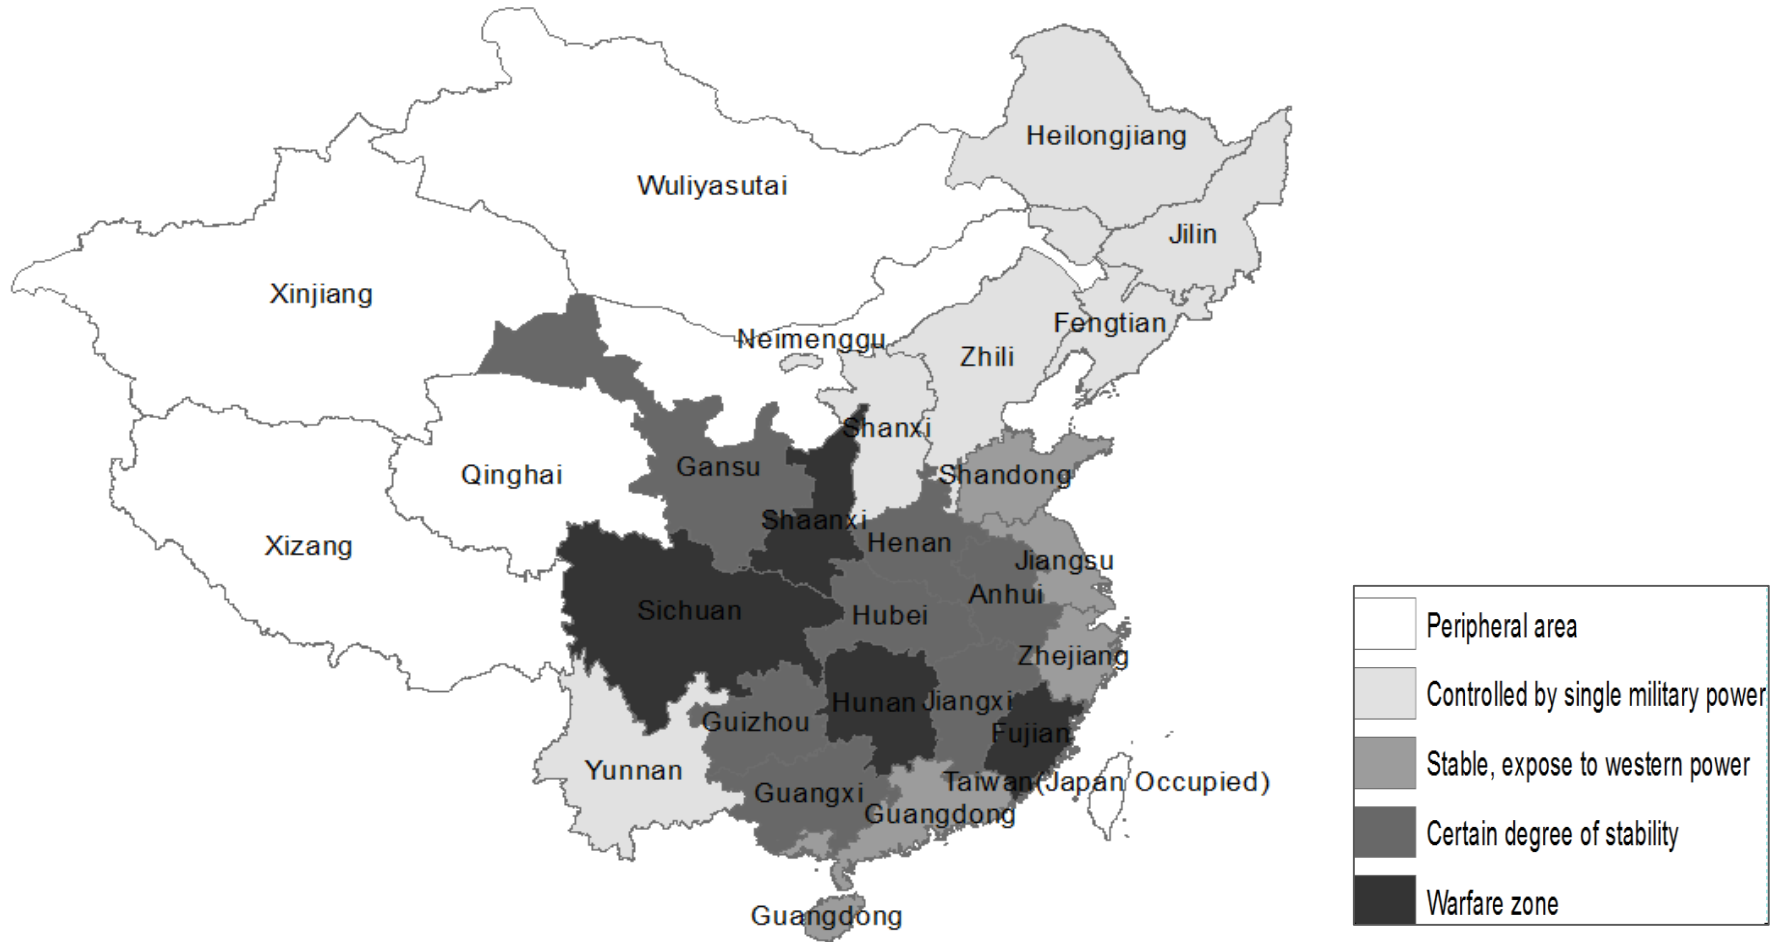 Heilongjiang
Wuliyasutai
Jilin
Xinjiang
Fengtian
Neimenggu
Zhili
Shanxi
Gansu
Qinghai
Shandong
Shaanxi
Xizang
Henan
Jiangsu
Anhui
Sichuan
Hubei
Zhejiang
Hunan
Jiangxi
Guizhou
Fujian
Yunnan
Taiwan(Japan Occupied)
Guangxi
Guangdong
Guangdong
Peripheral area
Controlled by single military power
Stable, expose to western power
Certain degree of stability
Warfare zone